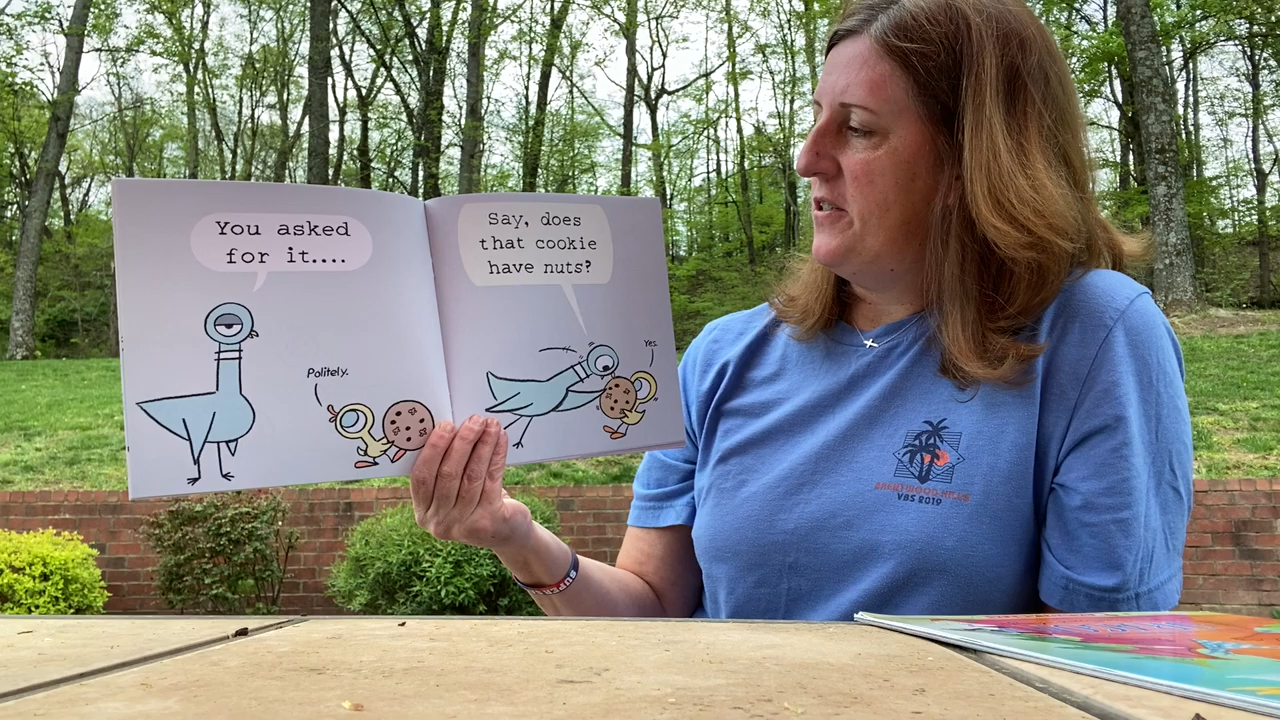 You asked
for it....
Politely.
Say, does
that cookie
have nuts?
Yes.
BRENTWOOD HILLS
VBS 2019